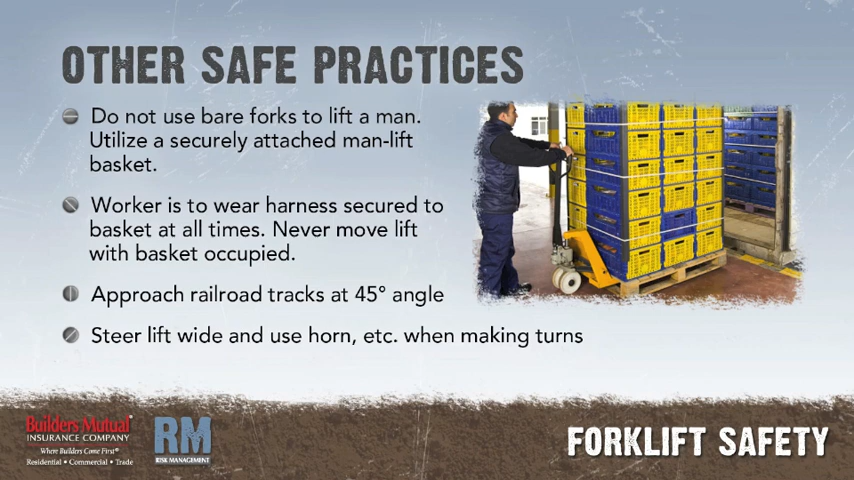 OTHER SAFE PRACTICES
Do not use bare forks to lift a man.
Utilize a securely attached man-lift
basket.
Worker is to wear harness secured to
basket at all times. Never move lift
with basket occupied.
Approach railroad tracks at 45° angle
Steer lift wide and use horn, etc. when making turns
Builders Mutual®
INSURANCE COMPANY
Where Builders Come First®
Residential • Commercial • Trade
RM
RISK MANAGEMENT
FORKLIFT SAFETY